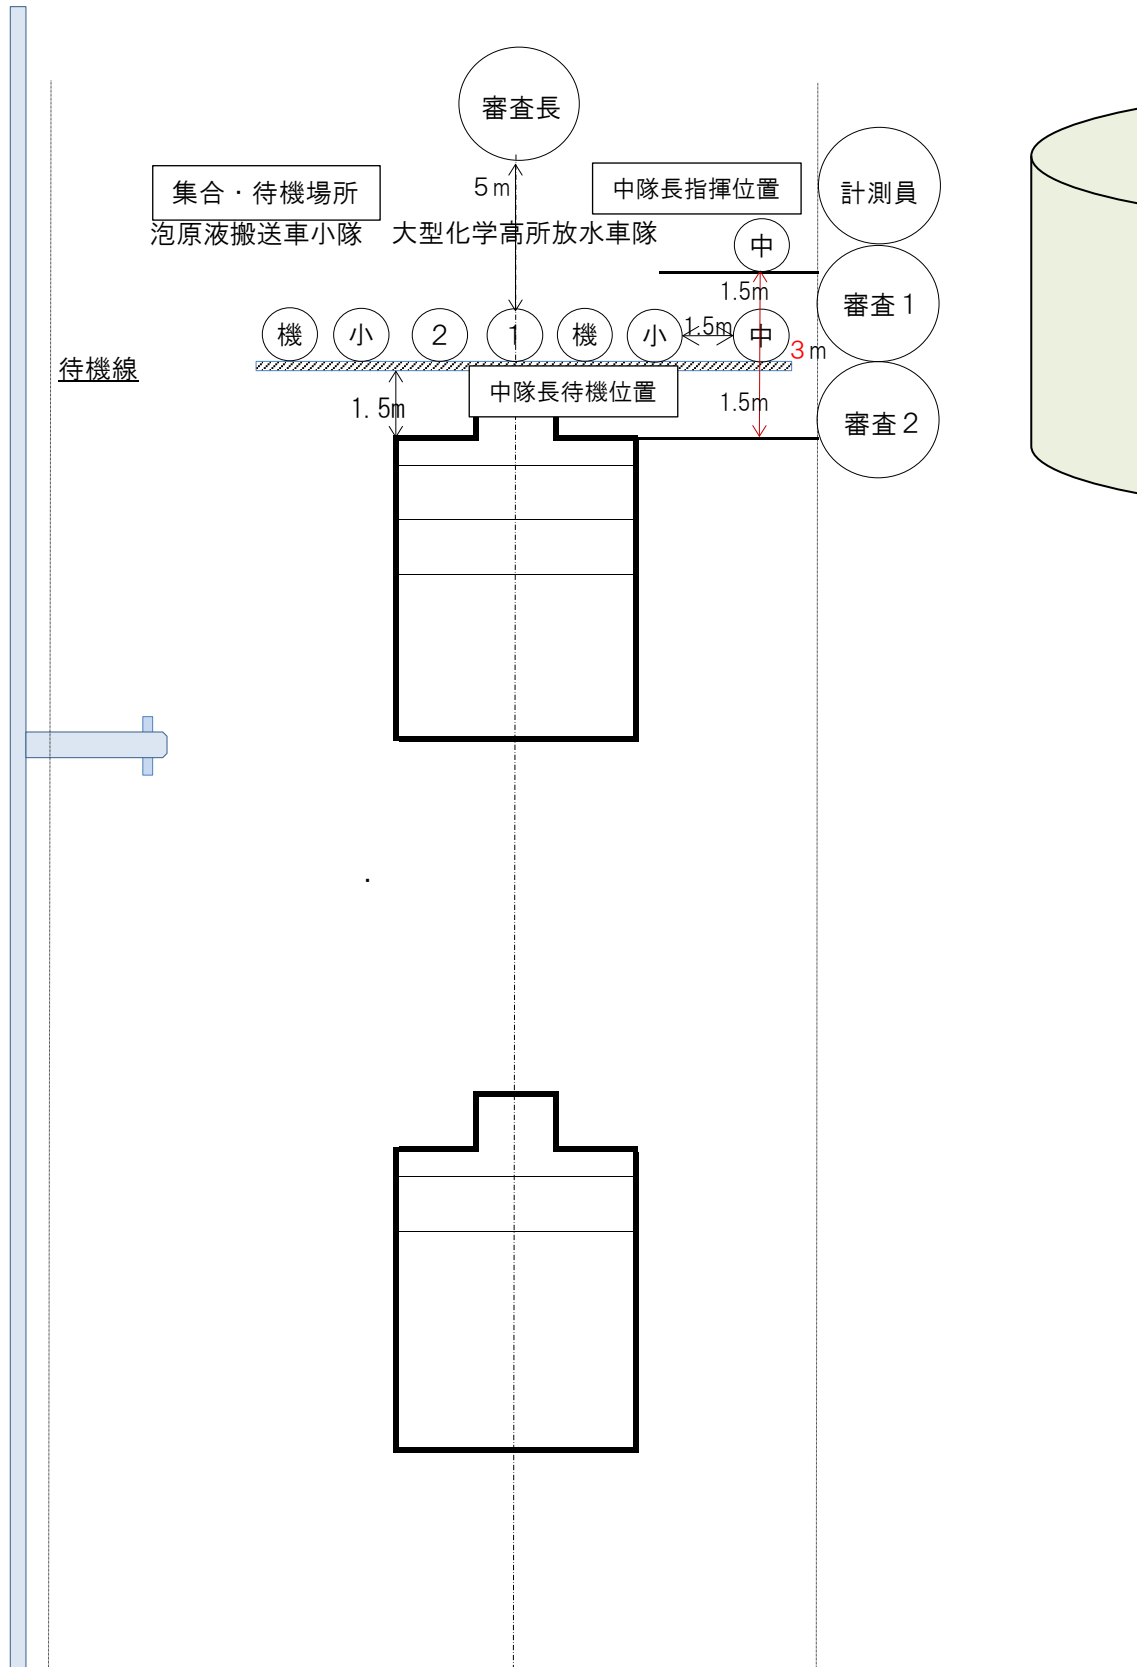 審査長
集合・待機場所
5m
中隊長指揮位置
計測員
泡原液搬送車小隊
大型化学高所放水車隊
中
1.5m
審査1
機
小
2
1
機
小
1.5m
中
3m
待機線
中隊長待機位置
1.5m
1.5m
審査2